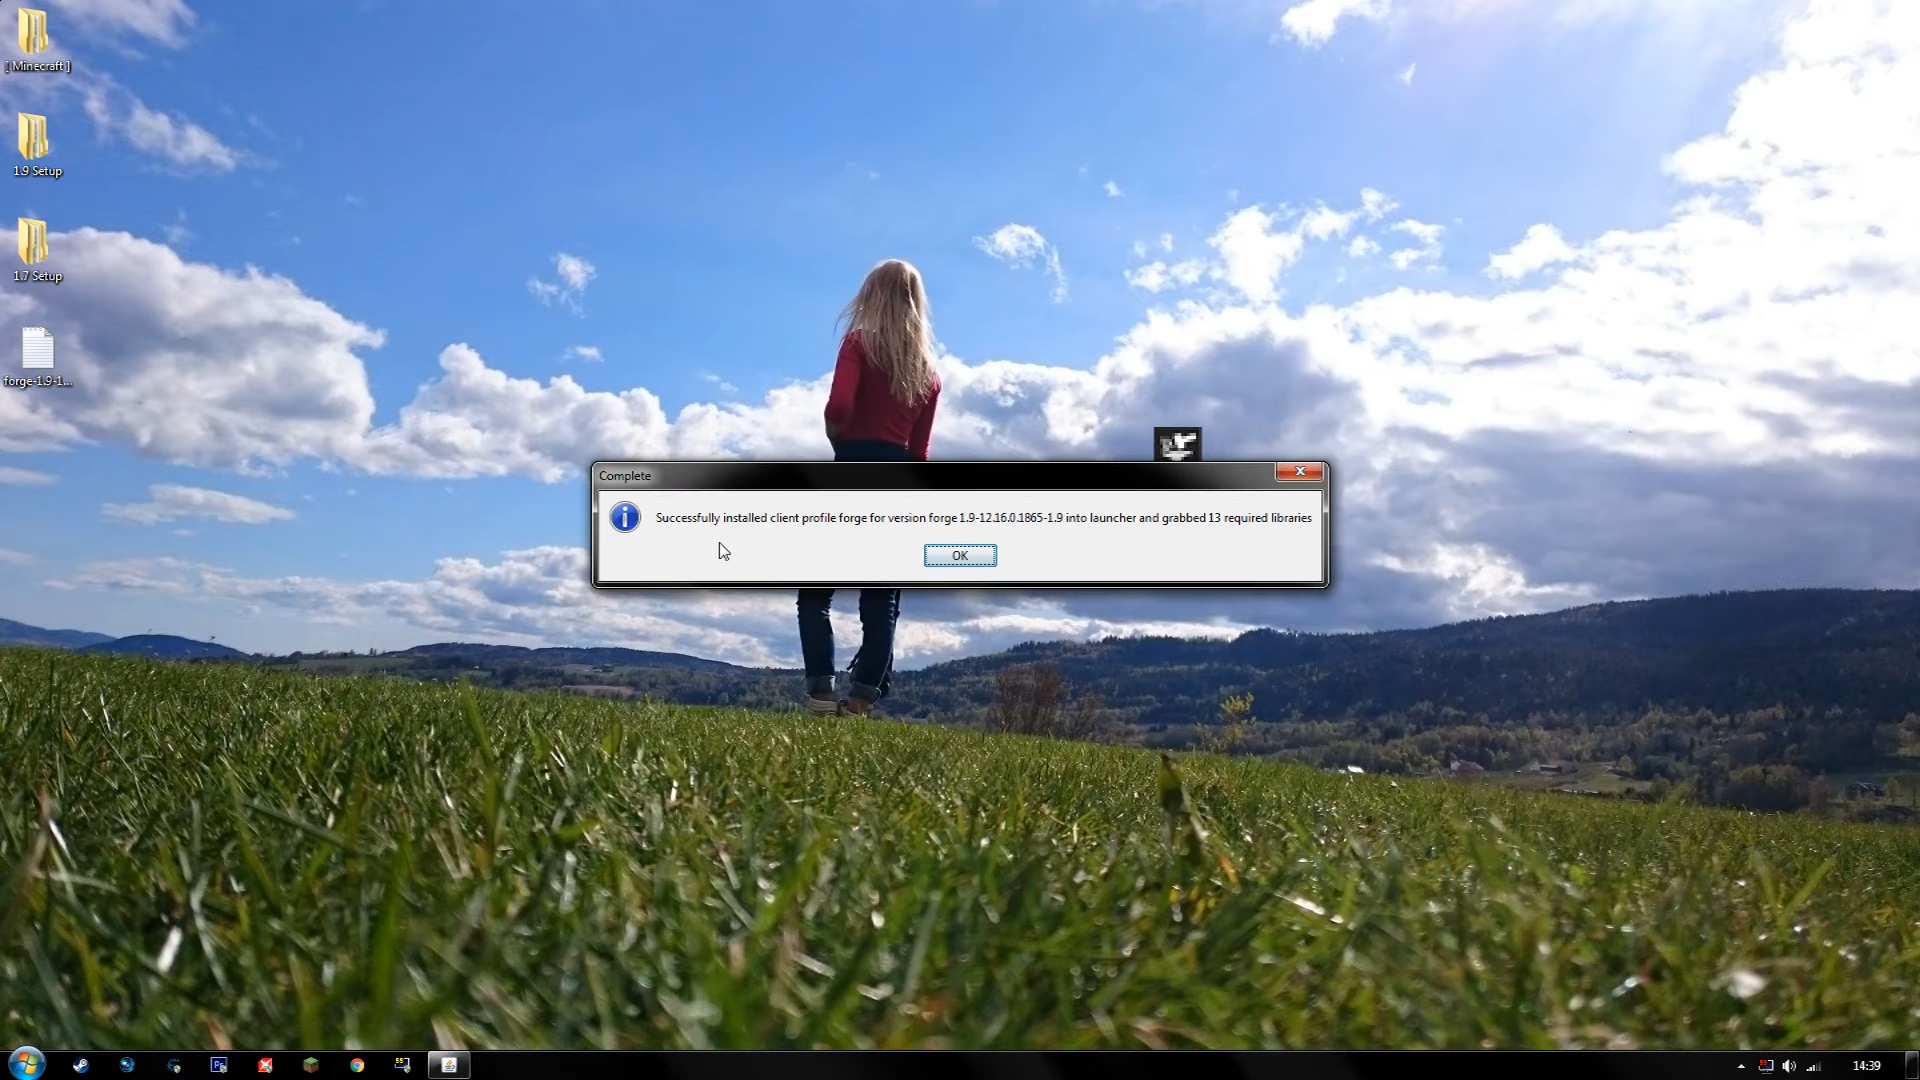 [ Minecraft ]
1.9 Setup
1.7 Setup
forge-1.9-1...
Complete
Successfully installed client profile forge for version forge 1.9-12.16.0.1865-1.9 into launcher and grabbed 13 required libraries
OK
14:39